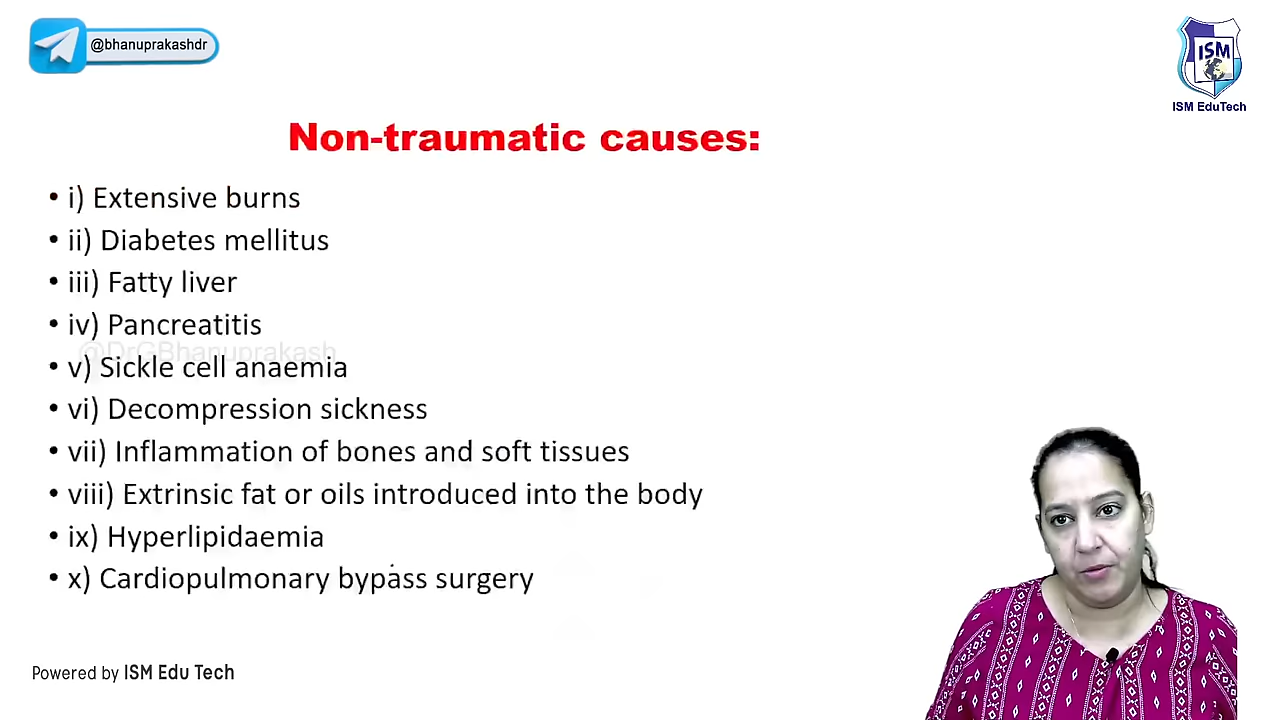 @bhanuprakashdr
ISM
ISM EduTech
Non-traumatic causes:
• i) Extensive burns
• ii) Diabetes mellitus
• iii) Fatty liver
• iv) Pancreatitis
@DrGBhanuprakash
• v) Sickle cell anaemia
• vi) Decompression sickness
• vii) Inflammation of bones and soft tissues
• viii) Extrinsic fat or oils introduced into the body
• ix) Hyperlipidaemia
• x) Cardiopulmonary bypass surgery
Powered by ISM Edu Tech